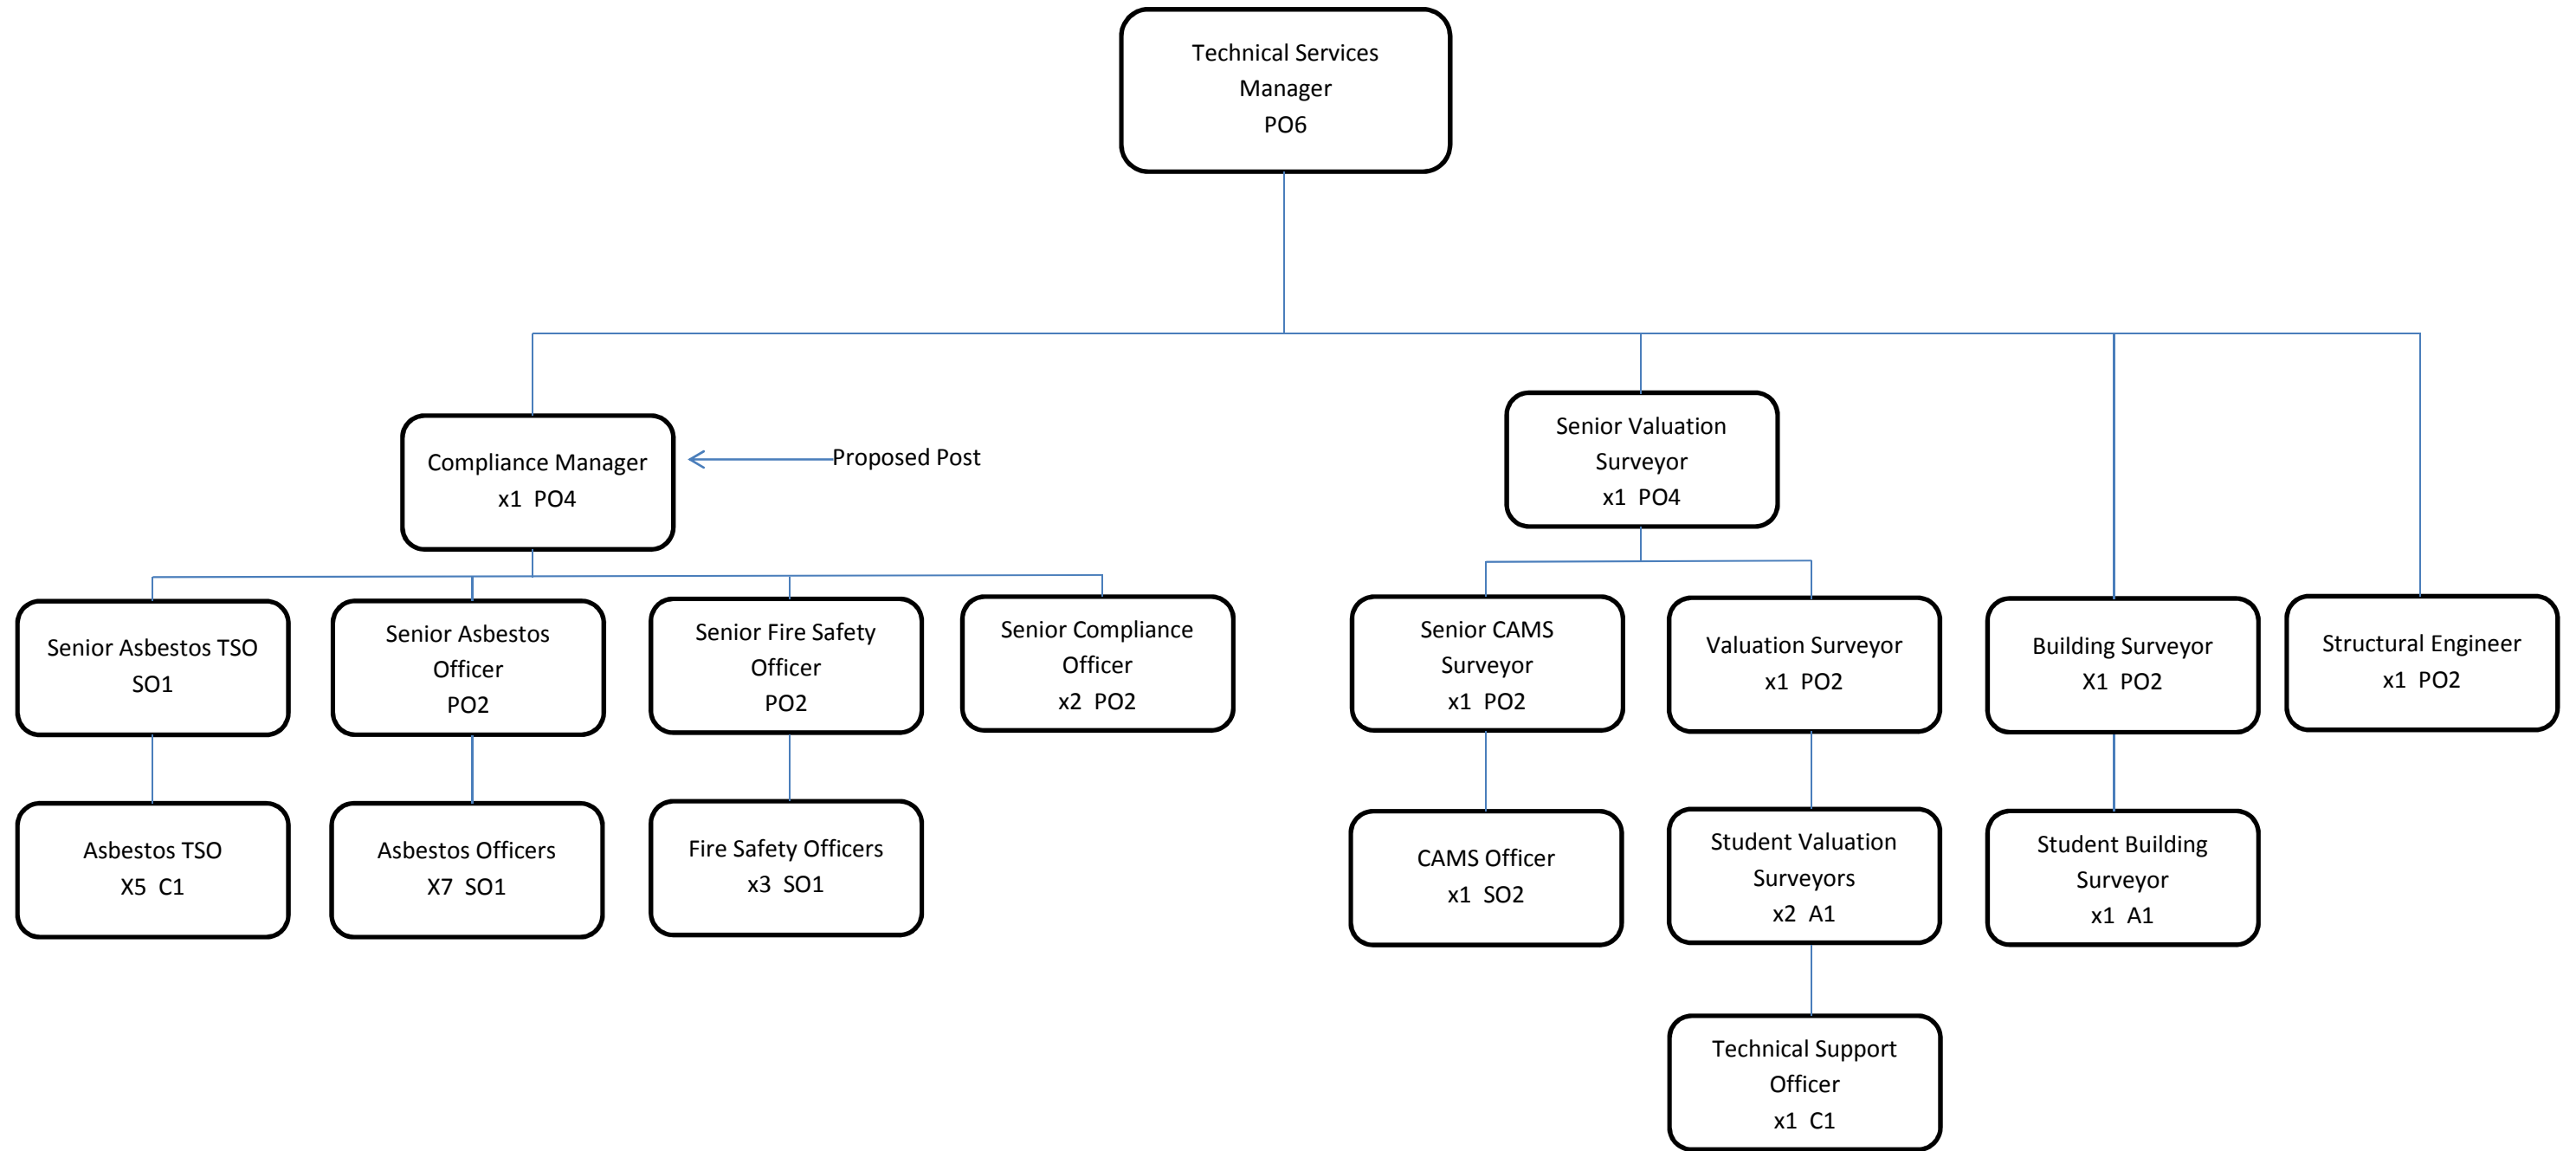 Technical Services
Manager
PO6
Compliance Manager
x1 PO4
Proposed Post
Senior Valuation
Surveyor
x1 PO4
Senior Asbestos TSO
SO1
Senior Asbestos
Officer
PO2
Senior Fire Safety
Officer
PO2
Senior Compliance
Officer
x2 PO2
Senior CAMS
Surveyor
x1 PO2
Valuation Surveyor
x1 PO2
Building Surveyor
X1 PO2
Structural Engineer
x1 PO2
Asbestos TSO
X5 C1
Asbestos Officers
X7 SO1
Fire Safety Officers
x3 SO1
CAMS Officer
x1 SO2
Student Valuation
Surveyors
x2 A1
Student Building
Surveyor
x1 A1
Technical Support
Officer
x1 C1